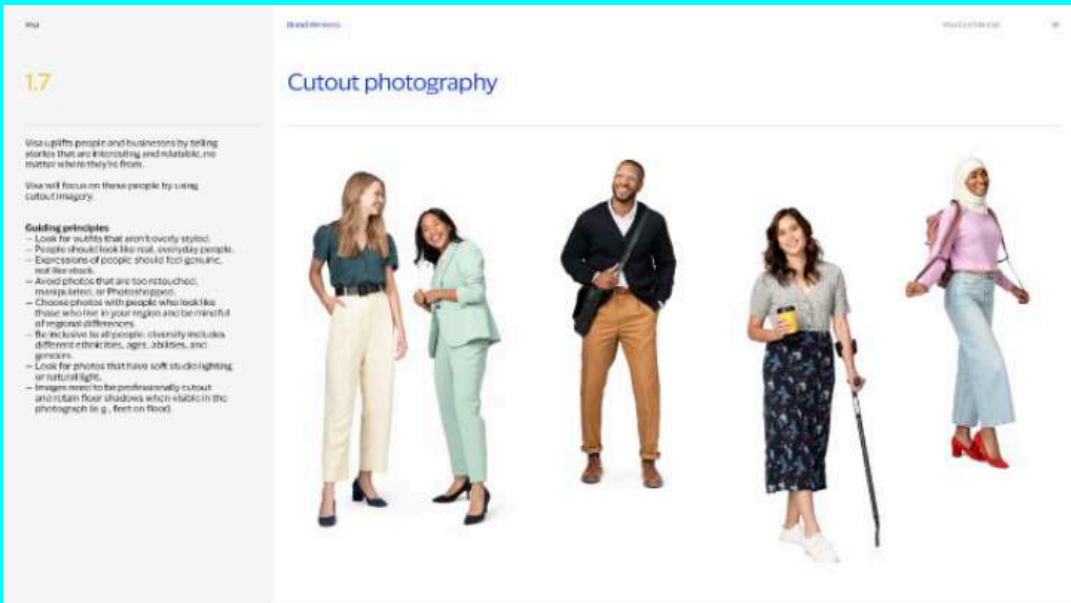 Visa
Brand elements
Visa Confidential
1.7
Cutout photography
Visa uplifts people and businesses by telling
stories that are interesting and relatable, no
matter where they're from.
Visa will focus on these people by using
cutout imagery.
Guiding principles
— Look for outfits that aren't overly styled.
— People should look like real, everyday people.
— Expressions of people should feel genuine,
not like stock.
— Avoid photos that are too retouched,
manipulated, or Photoshopped.
— Choose photos with people who look like
those who live in your region and be mindful
of regional differences.
— Be inclusive to all people; diversity includes
different ethnicities, ages, abilities, and
genders.
— Look for photos that have soft studio lighting
or natural light.
— Images need to be professionally cutout
and retain floor shadows when visible in the
photograph (e.g., feet on floor).